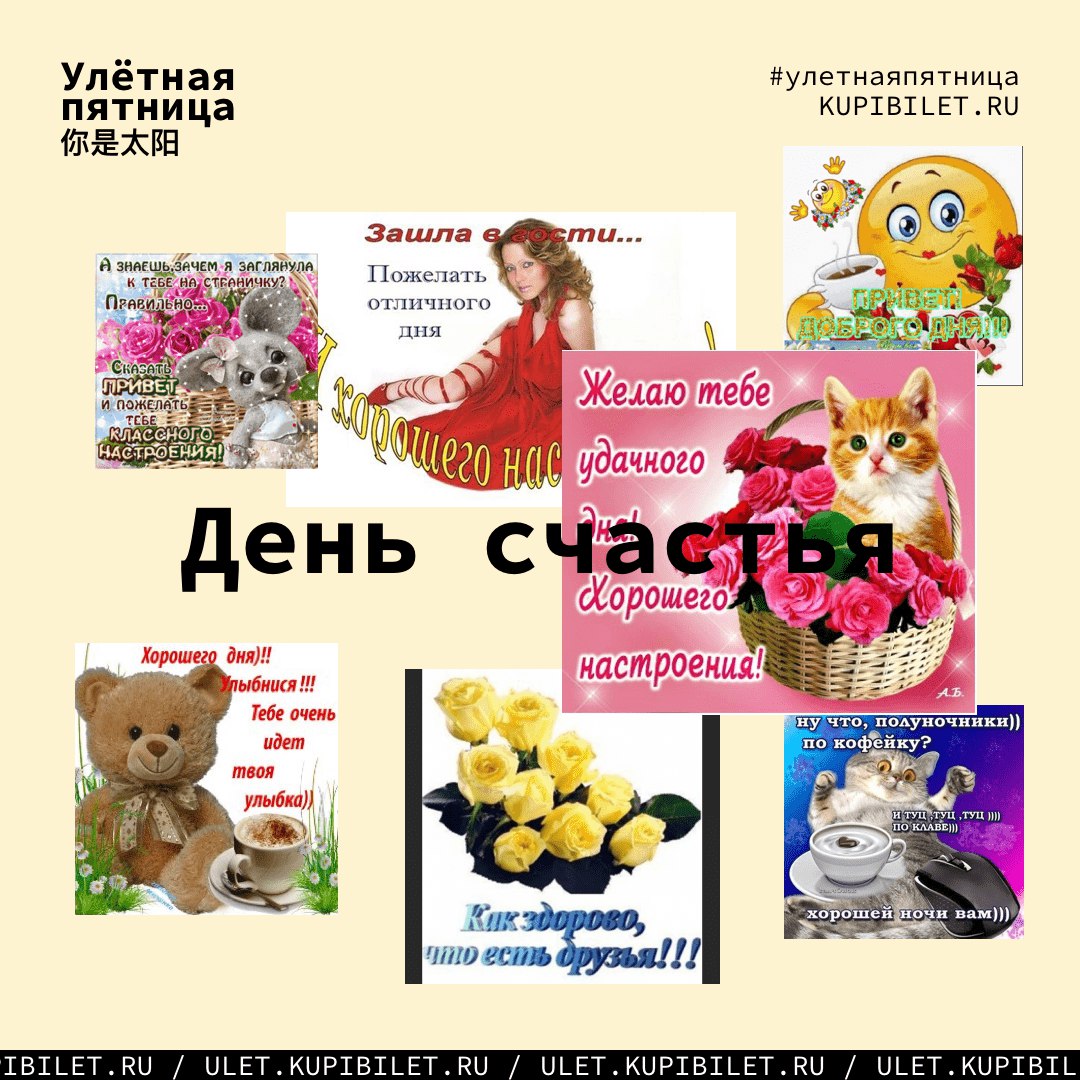 Улётная
пятница
你是太阳
#улетнаяпятница
KUPIBILET.RU
А знаешь, зачем я заглянула
к тебе на страничку?
Правильно...
Сказать
ПРИВЕТ
и пожелать
тебе
КЛАССНОГО
НАСТРОЕНИЯ!
Зашла в гости...
Пожелать
отличного
дня
И хорошего нас
!
ПРИВЕТ!
ДОБРОГО ДНЯ!!!
Желаю тебе
удачного
дня!
Хорошего
настроения!
А.Б.
День счастья
Хорошего дня)!!
Улыбнися !!!
Тебе очень
идет
твоя
улыбка))
Как здорово,
что есть друзья!!!
ну что, полуночники))
по кофейку?
И ТУЦ ,ТУЦ ,ТУЦ ))))
ПО КЛАВЕ)))
хорошей ночи вам)))
IBILET.RU / ULET.KUPIBILET.RU / ULET.KUPIBILET.RU / ULET.KUPIBIL